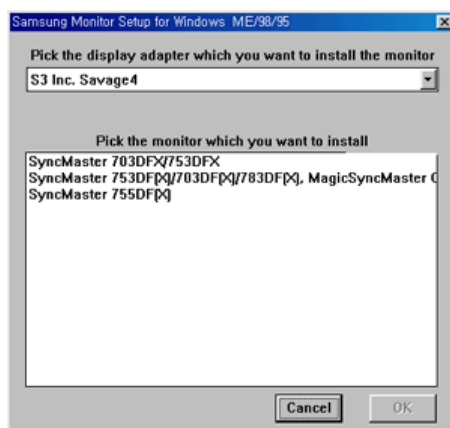 Samsung Monitor Setup for Windows ME/98/95
Pick the display adapter which you want to install the monitor
S3 Inc. Savage4
Pick the monitor which you want to install
SyncMaster 703DFX/753DFX
SyncMaster 753DF[X]/703DF[X]/783DF[X], MagicSyncMaster
SyncMaster 755DF[X]
Cancel
OK